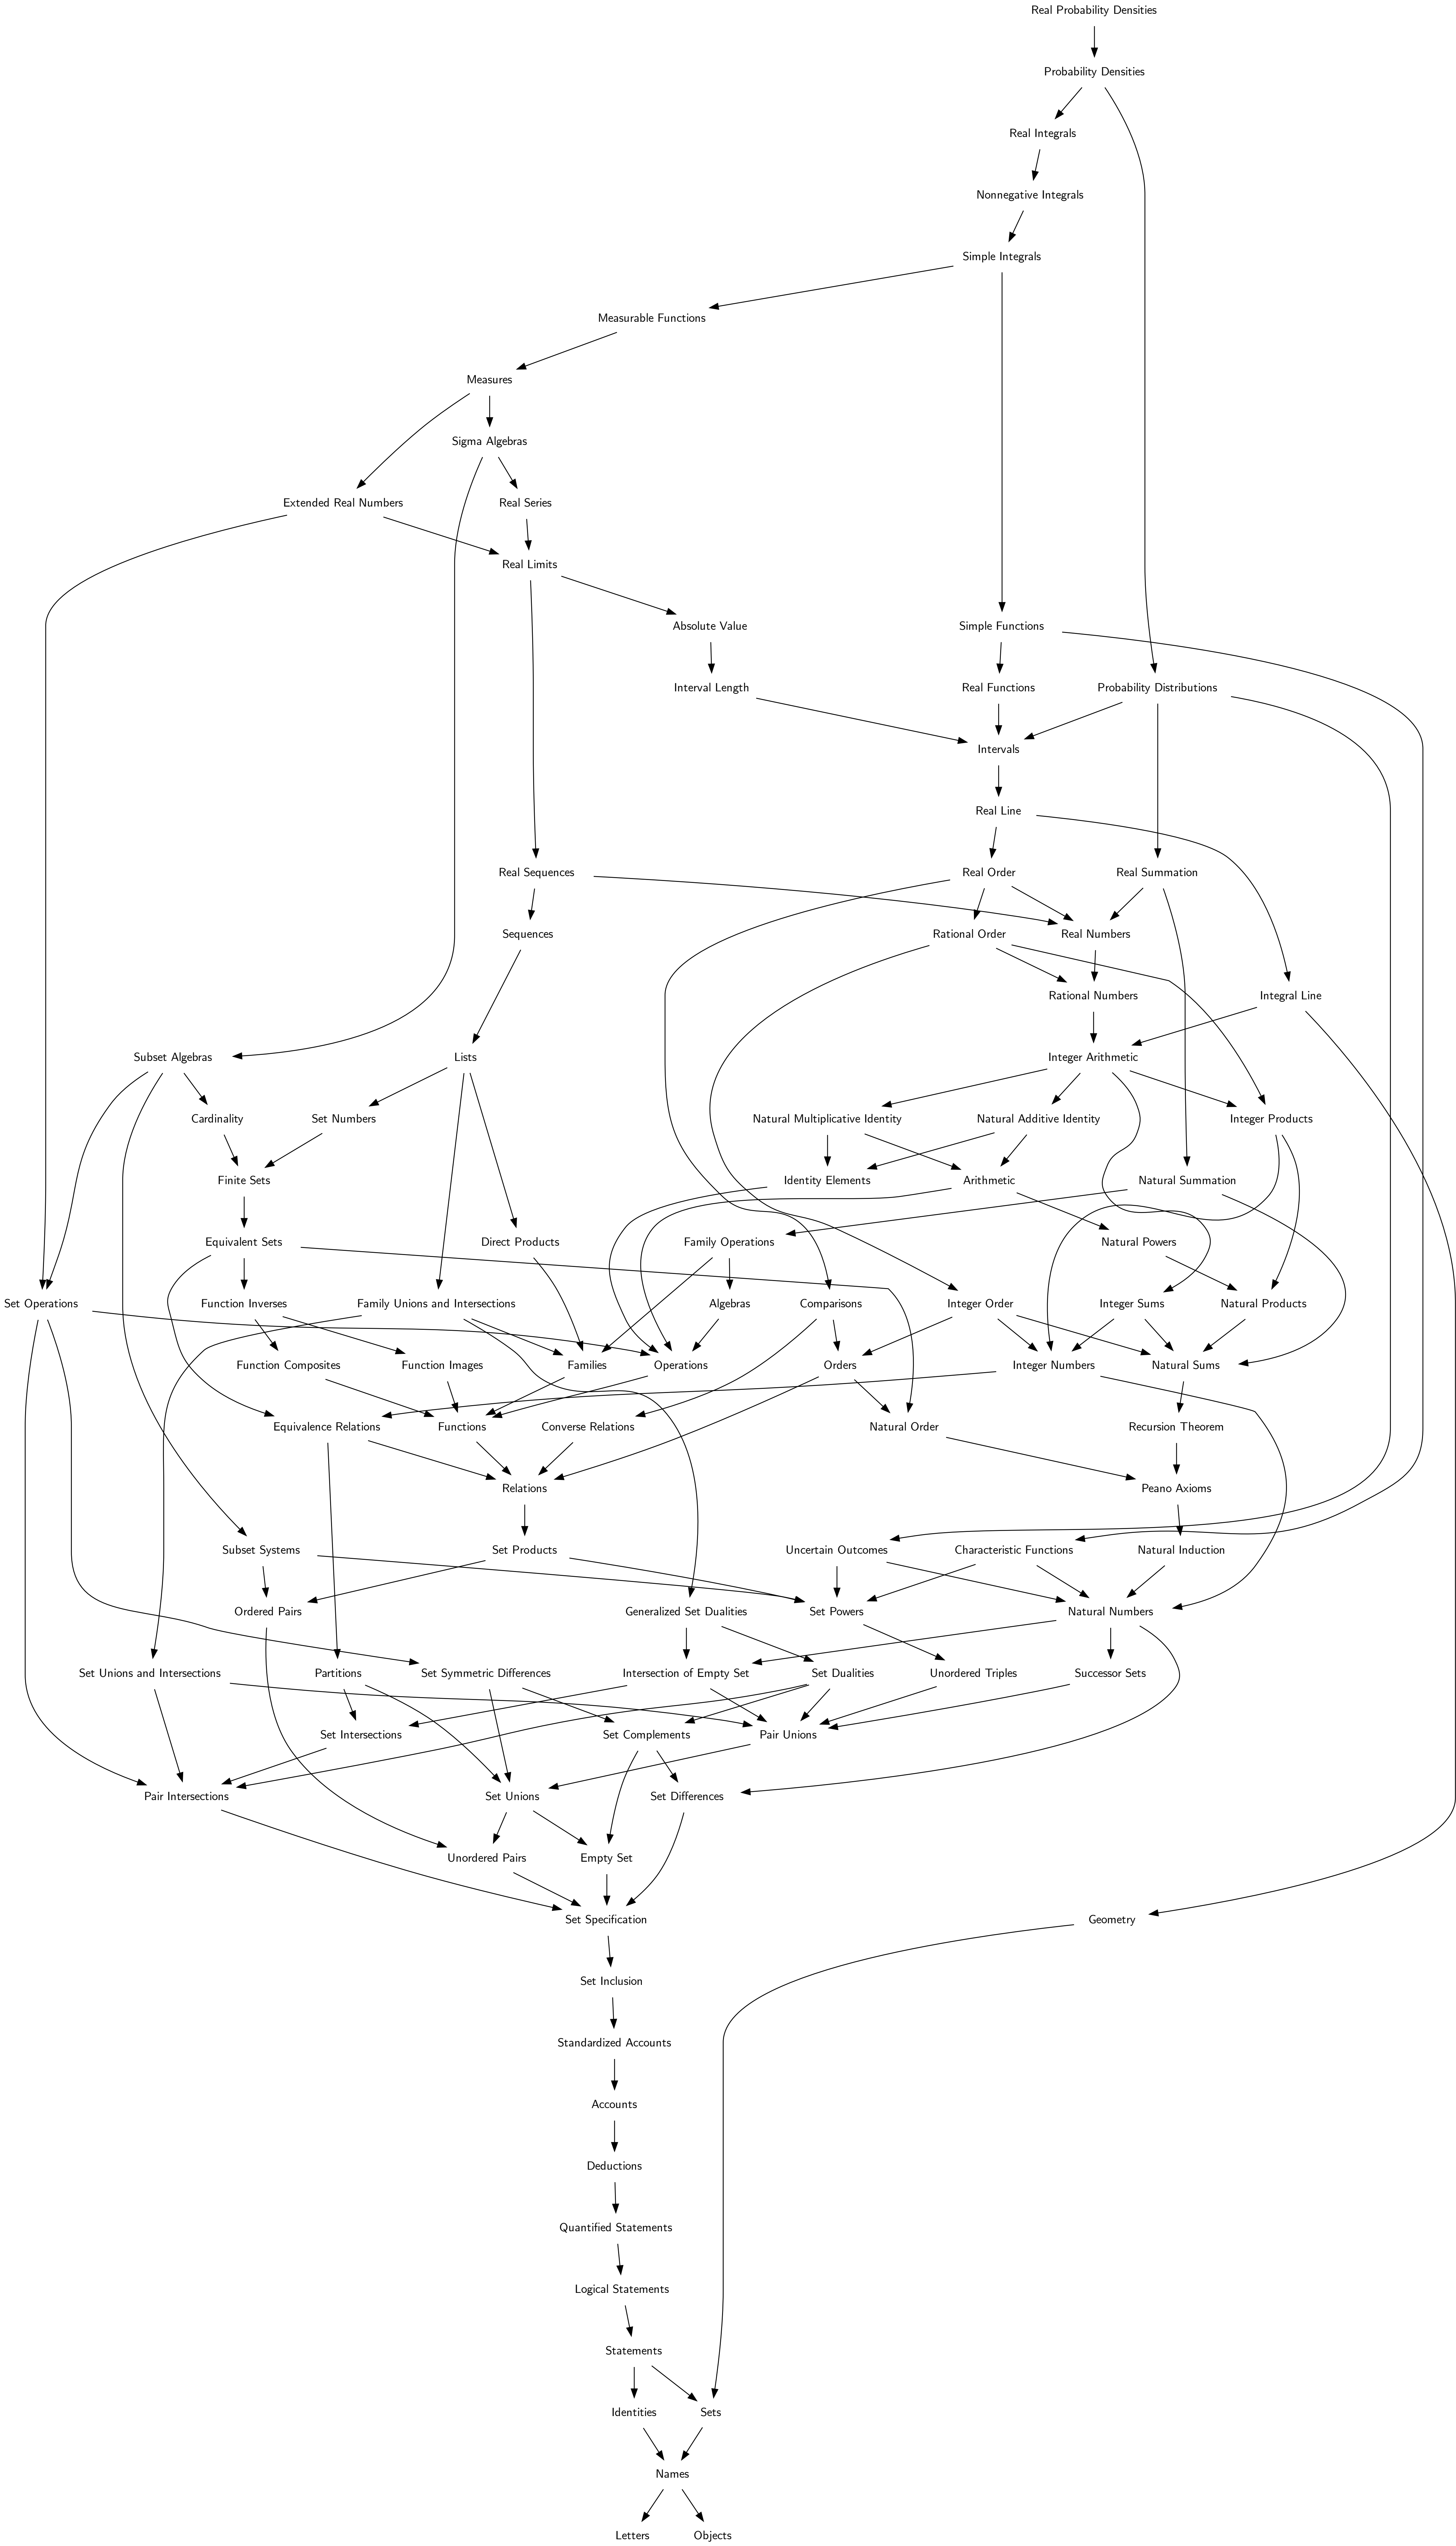 Real Probability Densities
Probability Densities
Real Integrals
Nonnegative Integrals
Simple Integrals
Measurable Functions
Measures
Sigma Algebras
Extended Real Numbers
Real Series
Real Limits
Absolute Value
Simple Functions
Interval Length
Real Functions
Probability Distributions
Intervals
Real Line
Real Sequences
Real Order
Real Summation
Sequences
Rational Order
Real Numbers
Rational Numbers
Integral Line
Subset Algebras
Lists
Integer Arithmetic
Cardinality
Set Numbers
Natural Multiplicative Identity
Natural Additive Identity
Integer Products
Finite Sets
Identity Elements
Arithmetic
Natural Summation
Equivalent Sets
Direct Products
Family Operations
Natural Powers
Set Operations
Function Inverses
Family Unions and Intersections
Algebras
Comparisons
Integer Order
Integer Sums
Natural Products
Function Composites
Function Images
Families
Operations
Orders
Integer Numbers
Natural Sums
Equivalence Relations
Functions
Converse Relations
Natural Order
Recursion Theorem
Relations
Peano Axioms
Subset Systems
Set Products
Uncertain Outcomes
Characteristic Functions
Natural Induction
Ordered Pairs
Generalized Set Dualities
Set Powers
Natural Numbers
Set Unions and Intersections
Partitions
Set Symmetric Differences
Intersection of Empty Set
Set Dualities
Unordered Triples
Successor Sets
Set Intersections
Set Complements
Pair Unions
Pair Intersections
Set Unions
Set Differences
Unordered Pairs
Empty Set
Set Specification
Geometry
Set Inclusion
Standardized Accounts
Accounts
Deductions
Quantified Statements
Logical Statements
Statements
Identities
Sets
Names
Letters
Objects